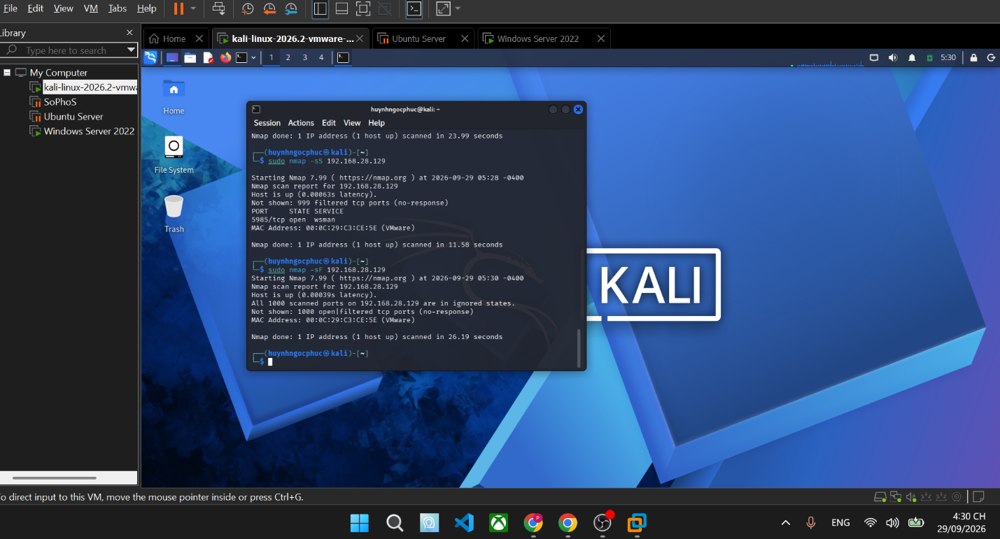 File Edit View VM Tabs Help
Library
Type here to search
My Computer
kali-linux-2026.2-vmwa
SoPhoS
Ubuntu Server
Windows Server 2022
Home
kali-linux-2026.2-vmware-...
Ubuntu Server
Windows Server 2022
1 2 3 4
5:30
Home
File System
Trash
huynhngocphuc@kali: ~
Session Actions Edit View Help
Nmap done: 1 IP address (1 host up) scanned in 23.99 seconds
┌──(huynhngocphuc㉿kali)-[~]
└─$ sudo nmap -sS 192.168.28.129
Starting Nmap 7.99 ( https://nmap.org ) at 2026-09-29 05:28 -0400
Nmap scan report for 192.168.28.129
Host is up (0.00063s latency).
Not shown: 999 filtered tcp ports (no-response)
PORT STATE SERVICE
5985/tcp open wsman
MAC Address: 00:0C:29:C3:CE:5E (VMware)
Nmap done: 1 IP address (1 host up) scanned in 11.58 seconds
┌──(huynhngocphuc㉿kali)-[~]
└─$ sudo nmap -sF 192.168.28.129
Starting Nmap 7.99 ( https://nmap.org ) at 2026-09-29 05:30 -0400
Nmap scan report for 192.168.28.129
Host is up (0.00039s latency).
All 1000 scanned ports on 192.168.28.129 are in ignored states.
Not shown: 1000 open|filtered tcp ports (no-response)
MAC Address: 00:0C:29:C3:CE:5E (VMware)
Nmap done: 1 IP address (1 host up) scanned in 26.19 seconds
┌──(huynhngocphuc㉿kali)-[~]
└─$
KALI
To direct input to this VM, move the mouse pointer inside or press Ctrl+G.
ENG
4:30 CH
29/09/2026